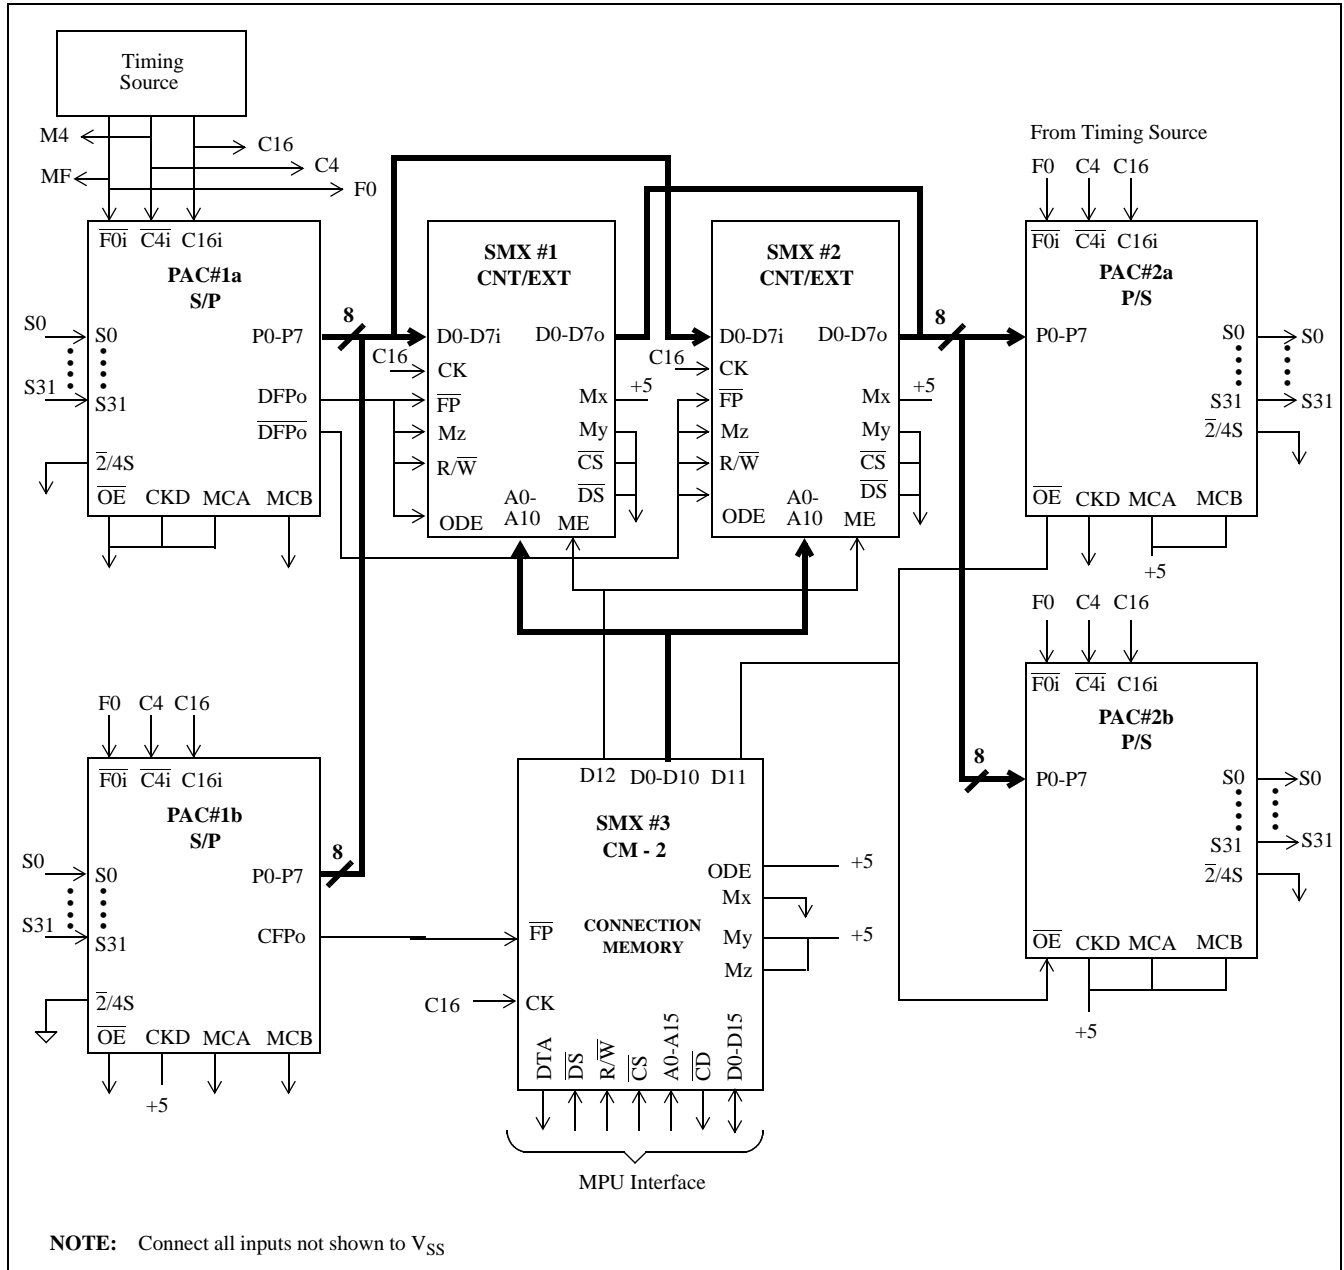 Timing
Source
M4
C16
C4
MF
F0
From Timing Source
F0 C4 C16
F0i C4i C16i
PAC#1a
S/P
S0
S0
S31
S31
P0-P7
8
DFPo
DFPo
2/4S
OE CKD MCA MCB
SMX #1
CNT/EXT
D0-D7i
D0-D7o
C16
CK
FP
Mx
+5
Mz
My
R/W
CS
DS
A0-
A10
ODE
ME
SMX #2
CNT/EXT
D0-D7i
D0-D7o
8
C16
CK
FP
Mx
+5
Mz
My
R/W
CS
DS
A0-
A10
ODE
ME
F0i C4i C16i
PAC#2a
P/S
P0-P7
S0
S0
S31
S31
2/4S
OE CKD MCA MCB
+5
F0 C4 C16
F0i C4i C16i
PAC#2b
P/S
8
P0-P7
S0
S0
S31
S31
2/4S
OE CKD MCA MCB
+5
F0 C4 C16
F0i C4i C16i
PAC#1b
S/P
S0
S0
S31
S31
P0-P7
8
CFPo
2/4S
OE CKD MCA MCB
+5
D12 D0-D10 D11
SMX #3
CM - 2
ODE
+5
Mx
FP
CONNECTION
MEMORY
My
+5
Mz
C16
CK
DTA DS R/W CS A0-A15 CD D0-D15
MPU Interface
NOTE: Connect all inputs not shown to VSS